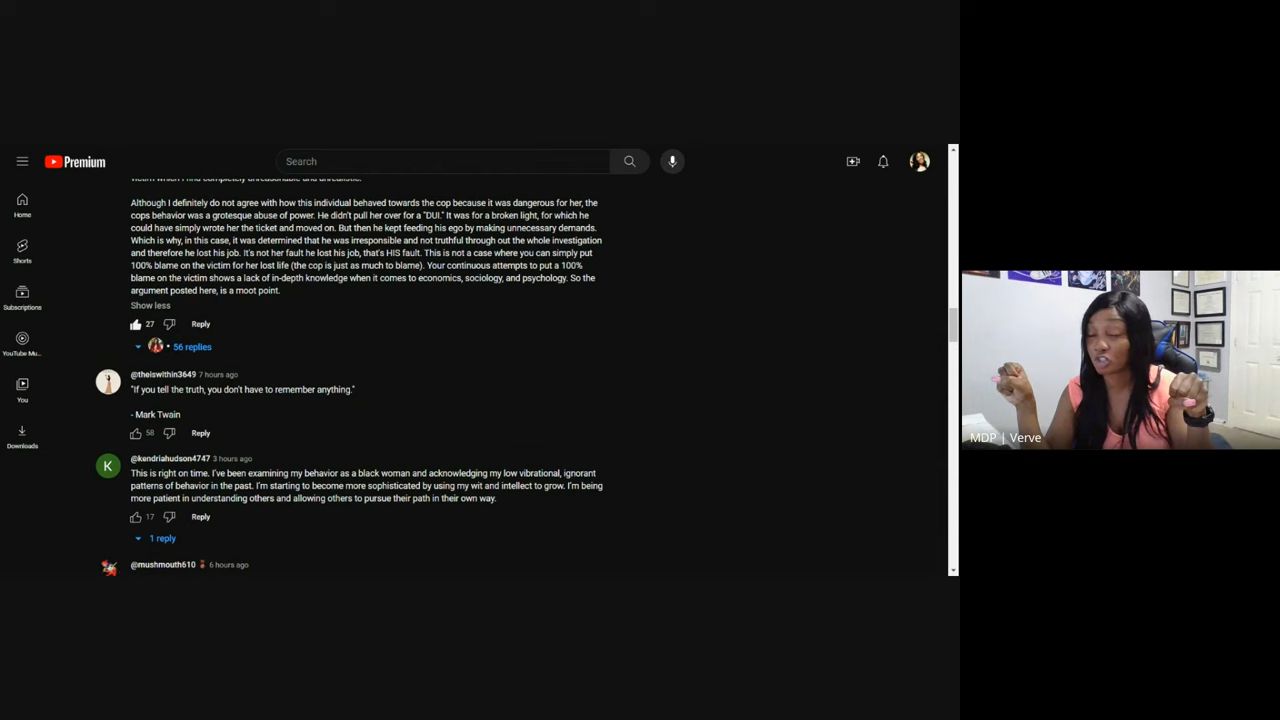 Premium
Search
victim which I find completely unreasonable and unrealistic.
Home
Although I definitely do not agree with how this individual behaved towards the cop because it was dangerous for her, the
cops behavior was a grotesque abuse of power. He didn't pull her over for a "DUI." It was for a broken light, for which he
could have simply wrote her the ticket and moved on. But then he kept feeding his ego by making unnecessary demands.
Which is why, in this case, it was determined that he was irresponsible and not truthful through out the whole investigation
and therefore he lost his job. It's not her fault he lost his job, that's HIS fault. This is not a case where you can simply put
100% blame on the victim for her lost life (the cop is just as much to blame). Your continuous attempts to put a 100%
blame on the victim shows a lack of in-depth knowledge when it comes to economics, sociology, and psychology. So the
argument posted here, is a moot point.
Shorts
Subscriptions
Show less
27 Reply
YouTube Mu...
56 replies
@theiswithin3649 7 hours ago
"If you tell the truth, you don't have to remember anything."
You
- Mark Twain
58 Reply
Downloads
K
@kendriahudson4747 3 hours ago
This is right on time. I've been examining my behavior as a black woman and acknowledging my low vibrational, ignorant
patterns of behavior in the past. I'm starting to become more sophisticated by using my wit and intellect to grow. I'm being
more patient in understanding others and allowing others to pursue their path in their own way.
17 Reply
1 reply
@mushmouth610 6 hours ago
MDP | Verve